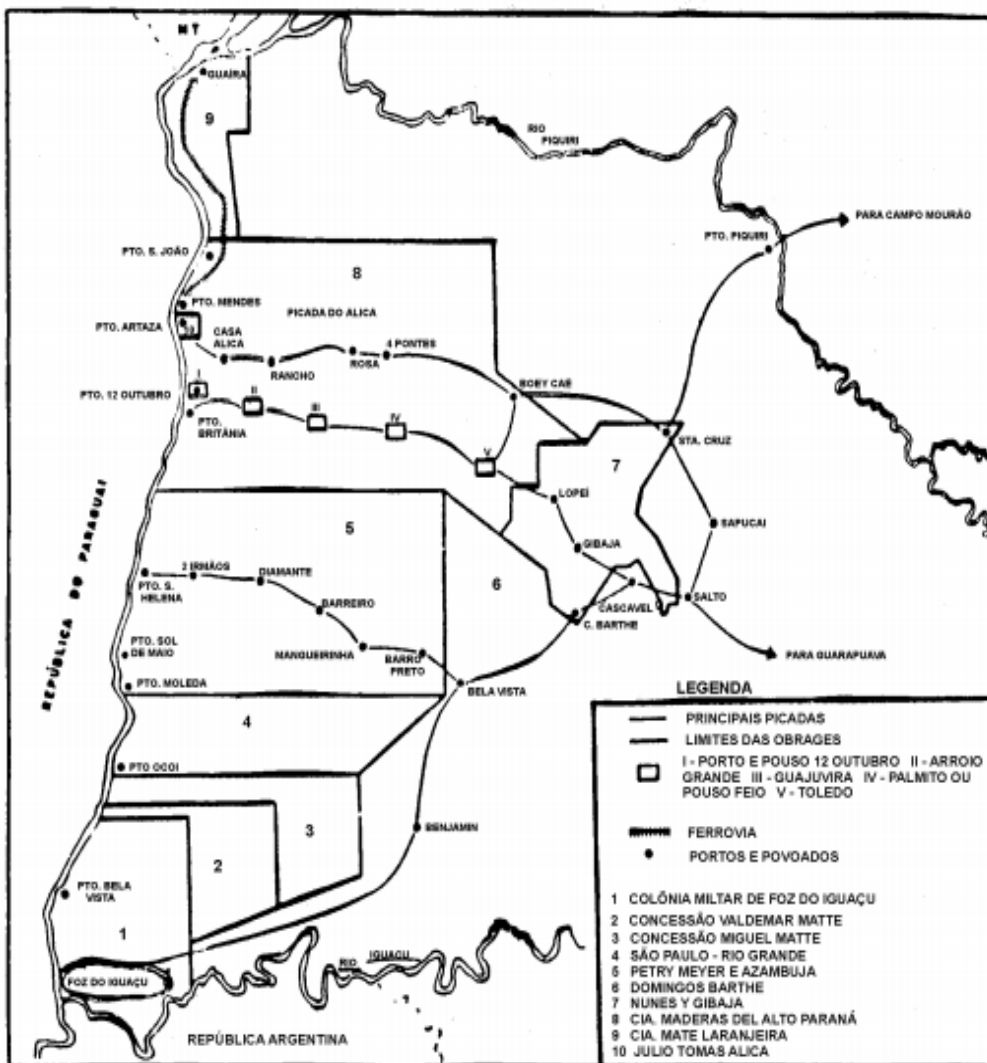 MT
GUAÍRA
9
RIO
PIQUIRI
PARA CAMPO MOURÃO
PTO. PIQUIRI
PTO. S. JOÃO
8
PTO. MENDES
PICADA DO ALICA
PTO. ARTAZA
10
CASA
ALICA
4 PONTES
RANCHO
ROSA
BOEY CAE
I
II
PTO. 12 OUTUBRO
PTO.
BRITÂNIA
III
IV
STA. CRUZ
V
7
LOPEÍ
SAPUCAI
5
GIBAJA
REPÚBLICA DO PARAGUAI
2 IRMÃOS
DIAMANTE
PTO. S.
HELENA
6
CASCAVEL
SALTO
BARREIRO
C. BARTHE
PTO. SOL
DE MAIO
MANGUEIRINHA
BARRO
PRETO
PARA GUARAPUAVA
PTO. MOLEDA
BELA VISTA
4
PTO OCOI
3
BENJAMIN
2
PTO. BELA
VISTA
1
RIO
IGUAÇU
FOZ DO IGUAÇU
REPÚBLICA ARGENTINA
LEGENDA
PRINCIPAIS PICADAS
LIMITES DAS OBRAGES
I - PORTO E POUSO 12 OUTUBRO II - ARROIO
GRANDE III - GUAJUVIRA IV - PALMITO OU
POUSO FEIO V - TOLEDO
FERROVIA
PORTOS E POVOADOS
1 COLÔNIA MILTAR DE FOZ DO IGUAÇU
2 CONCESSÃO VALDEMAR MATTE
3 CONCESSÃO MIGUEL MATTE
4 SÃO PAULO - RIO GRANDE
5 PETRY MEYER E AZAMBUJA
6 DOMINGOS BARTHE
7 NUNES Y GIBAJA
8 CIA. MADERAS DEL ALTO PARANÁ
9 CIA. MATE LARANJEIRA
10 JULIO TOMAS ALICA